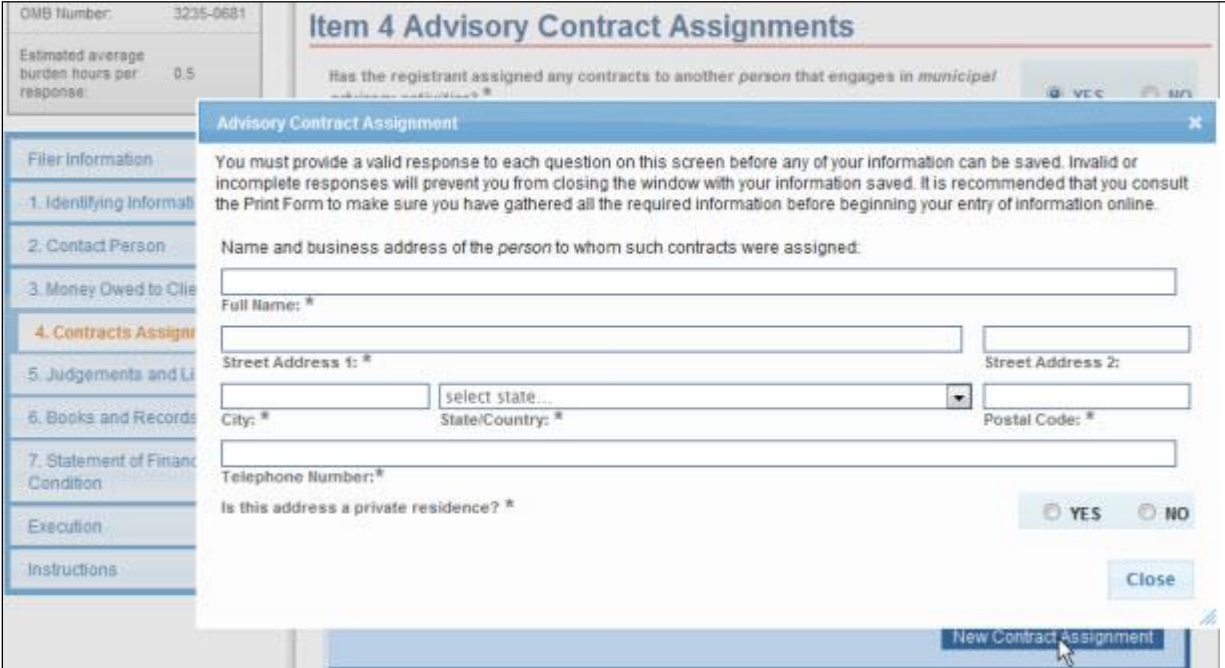 OMB Number: 3235-0681
Estimated average
burden hours per
response: 0.5
Item 4 Advisory Contract Assignments
Has the registrant assigned any contracts to another person that engages in municipal
advisory activities? *
YES NO
Filer Information
1. Identifying Informati
2. Contact Person
3. Money Owed to Clie
4. Contracts Assignm
5. Judgements and Li
6. Books and Records
7. Statement of Financ
Condition
Execution
Instructions
Advisory Contract Assignment
You must provide a valid response to each question on this screen before any of your information can be saved. Invalid or
incomplete responses will prevent you from closing the window with your information saved. It is recommended that you consult
the Print Form to make sure you have gathered all the required information before beginning your entry of information online.
Name and business address of the person to whom such contracts were assigned:
Full Name: *
Street Address 1: * Street Address 2:
select state...
City: * State/Country: * Postal Code: *
Telephone Number:*
Is this address a private residence? * YES NO
Close
New Contract Assignment